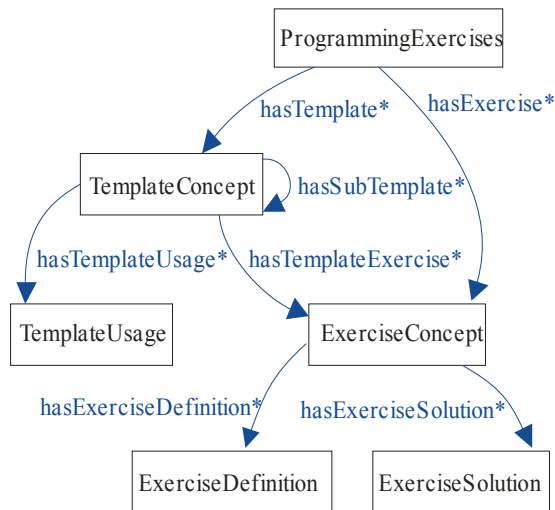 ProgrammingExercises
hasTemplate*
hasExercise*
TemplateConcept
hasSubTemplate*
hasTemplateUsage*
hasTemplateExercise*
TemplateUsage
ExerciseConcept
hasExerciseDefinition*
hasExerciseSolution*
ExerciseDefinition
ExerciseSolution